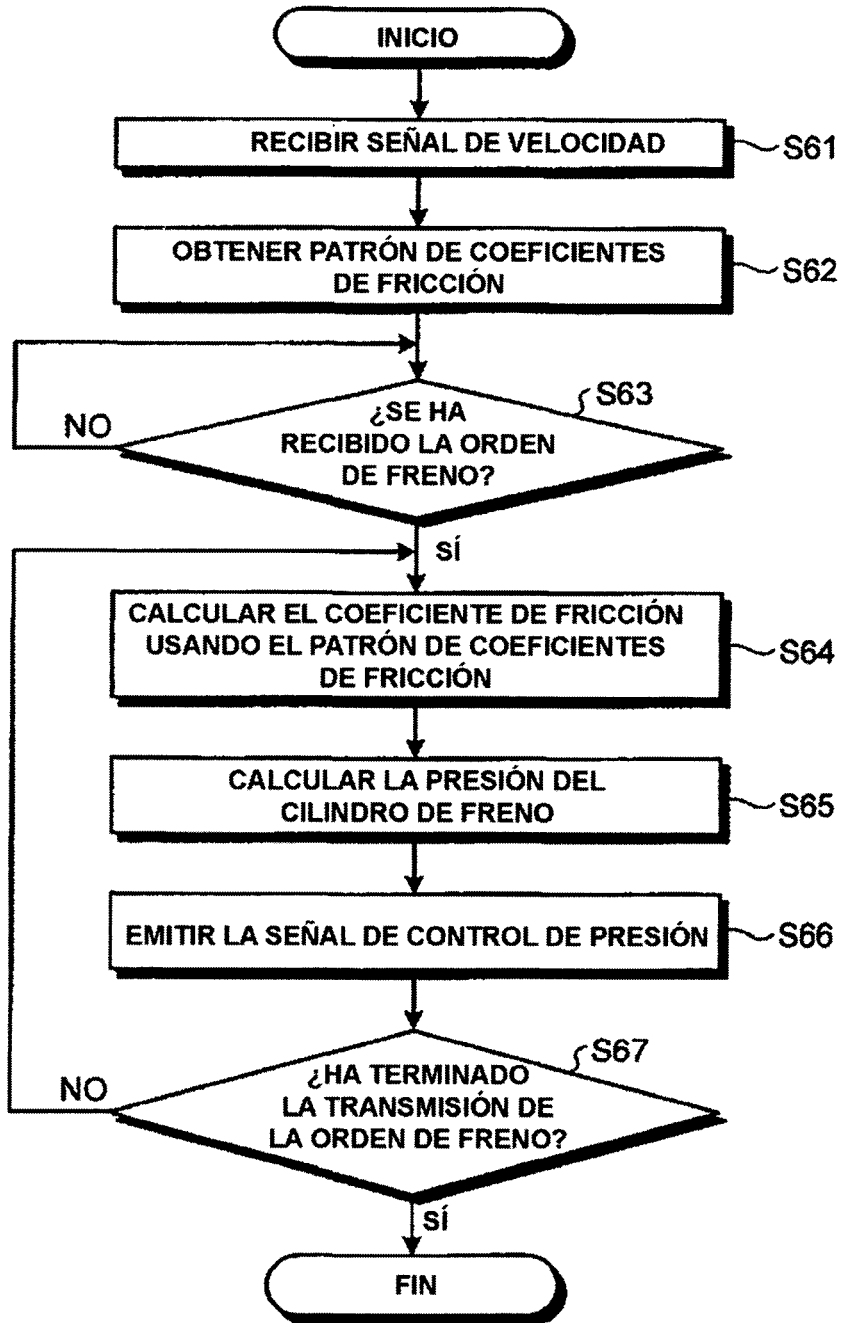 INICIO
RECIBIR SEÑAL DE VELOCIDAD
S61
OBTENER PATRÓN DE COEFICIENTES
DE FRICCIÓN
S62
S63
NO
¿SE HA
RECIBIDO LA ORDEN
DE FRENO?
SÍ
CALCULAR EL COEFICIENTE DE FRICCIÓN
USANDO EL PATRÓN DE COEFICIENTES
DE FRICCIÓN
S64
CALCULAR LA PRESIÓN DEL
CILINDRO DE FRENO
S65
EMITIR LA SEÑAL DE CONTROL DE PRESIÓN
S66
S67
NO
¿HA TERMINADO
LA TRANSMISIÓN DE
LA ORDEN DE FRENO?
SÍ
FIN